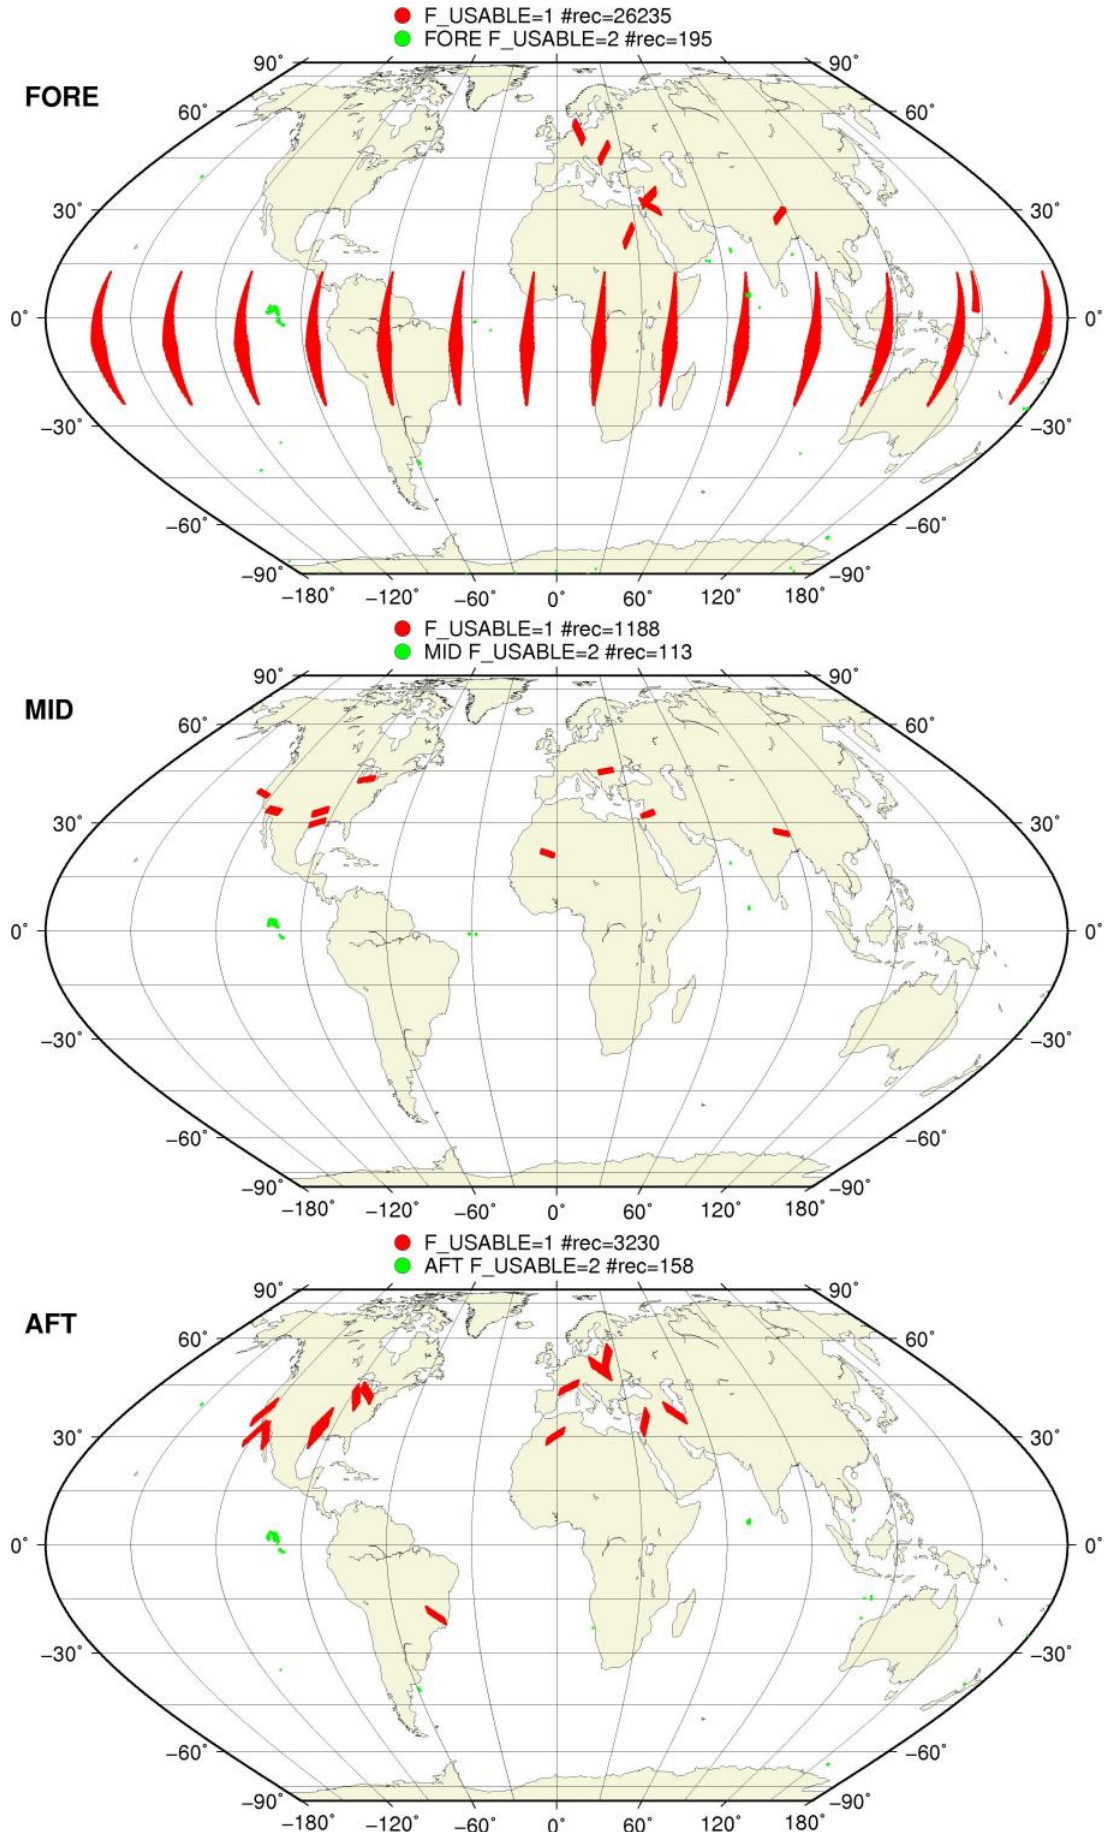 F_USABLE=1 #rec=26235
FORE F_USABLE=2 #rec=195
FORE
90° 90°
60° 60°
30° 30°
0° 0°
−30° −30°
−60° −60°
−90° −90°
−180° −120° −60° 0° 60° 120° 180°
F_USABLE=1 #rec=1188
MID F_USABLE=2 #rec=113
MID
90° 90°
60° 60°
30° 30°
0° 0°
−30° −30°
−60° −60°
−90° −90°
−180° −120° −60° 0° 60° 120° 180°
F_USABLE=1 #rec=3230
AFT F_USABLE=2 #rec=158
AFT
90° 90°
60° 60°
30° 30°
0° 0°
−30° −30°
−60° −60°
−90° −90°
−180° −120° −60° 0° 60° 120° 180°